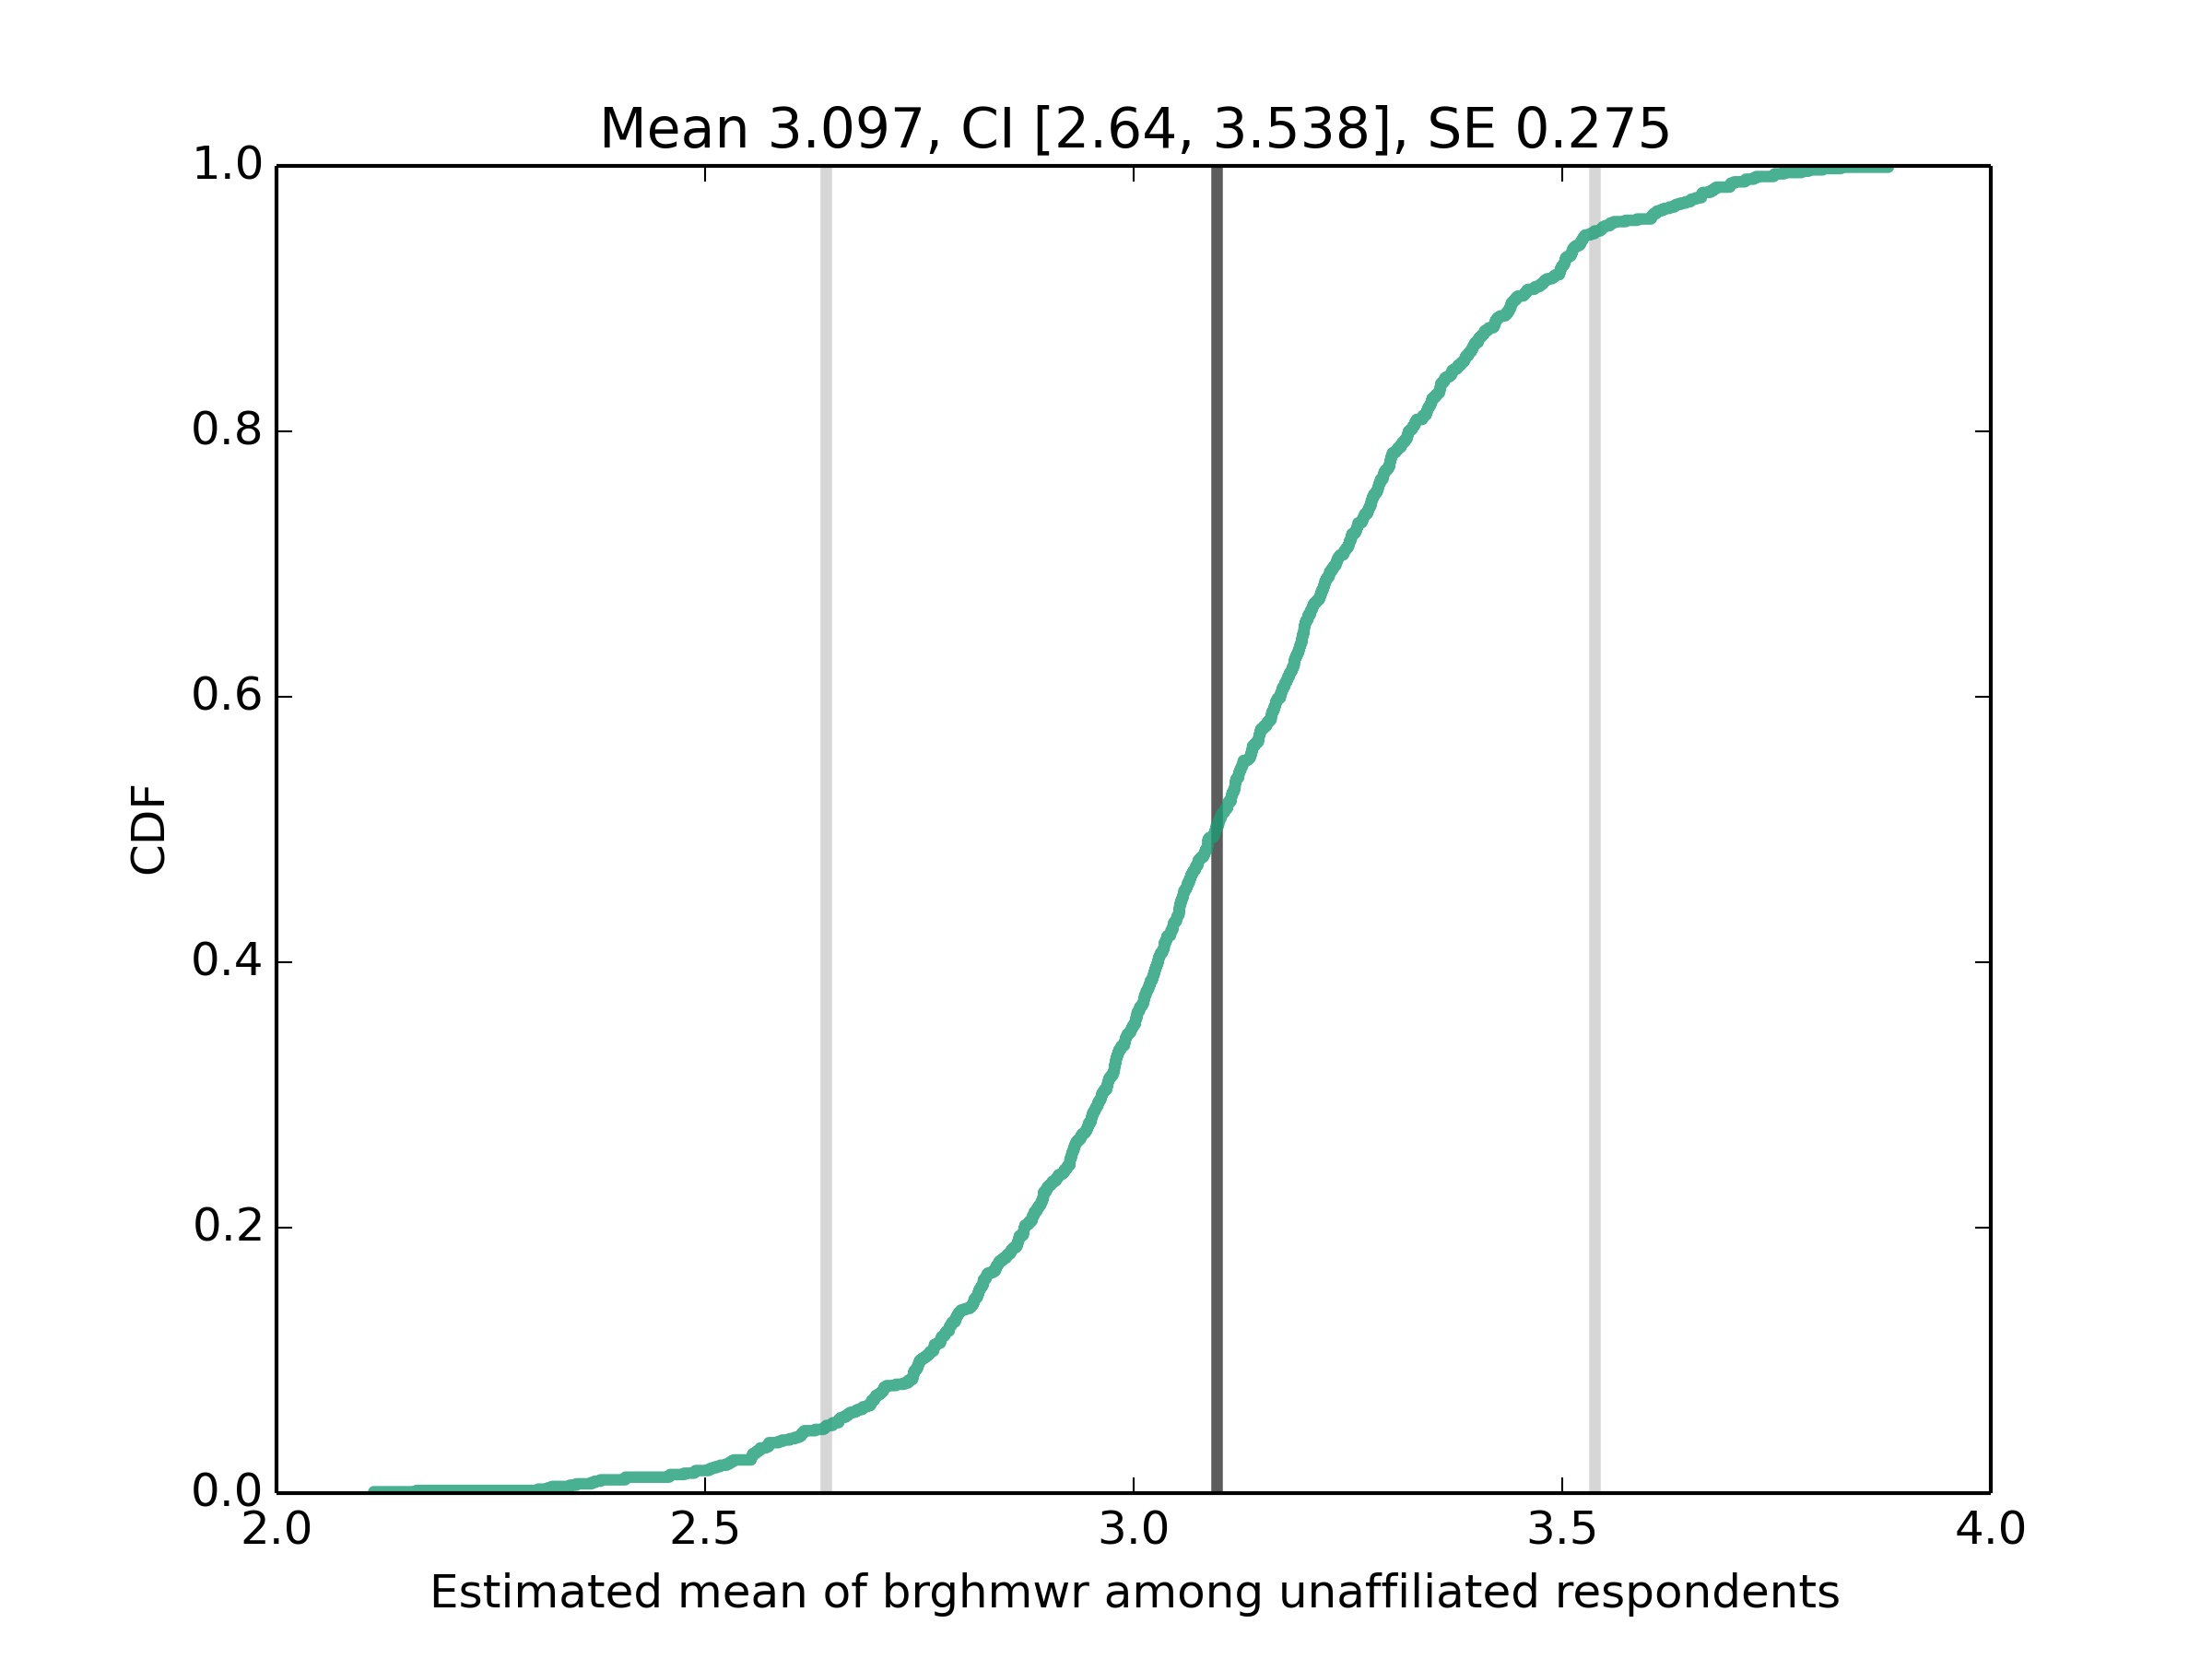 Mean 3.097, CI [2.64, 3.538], SE 0.275
1.0
0.8
0.6
0.4
0.2
0.0
CDF
2.0 2.5 3.0 3.5 4.0
Estimated mean of brghmwr among unaffiliated respondents